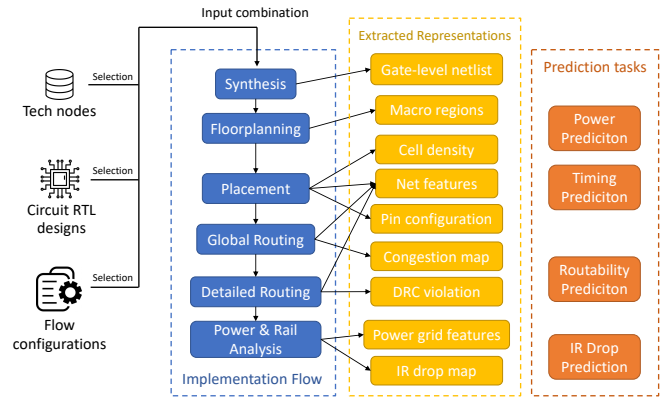 Input combination
Selection
Tech nodes
Selection
Circuit RTL
designs
Selection
Flow
configurations
Synthesis
Floorplanning
Placement
Global Routing
Detailed Routing
Power & Rail
Analysis
Implementation Flow
Extracted Representations
Gate-level netlist
Macro regions
Cell density
Net features
Pin configuration
Congestion map
DRC violation
Power grid features
IR drop map
Prediction tasks
Power
Prediciton
Timing
Prediciton
Routability
Prediciton
IR Drop
Prediction